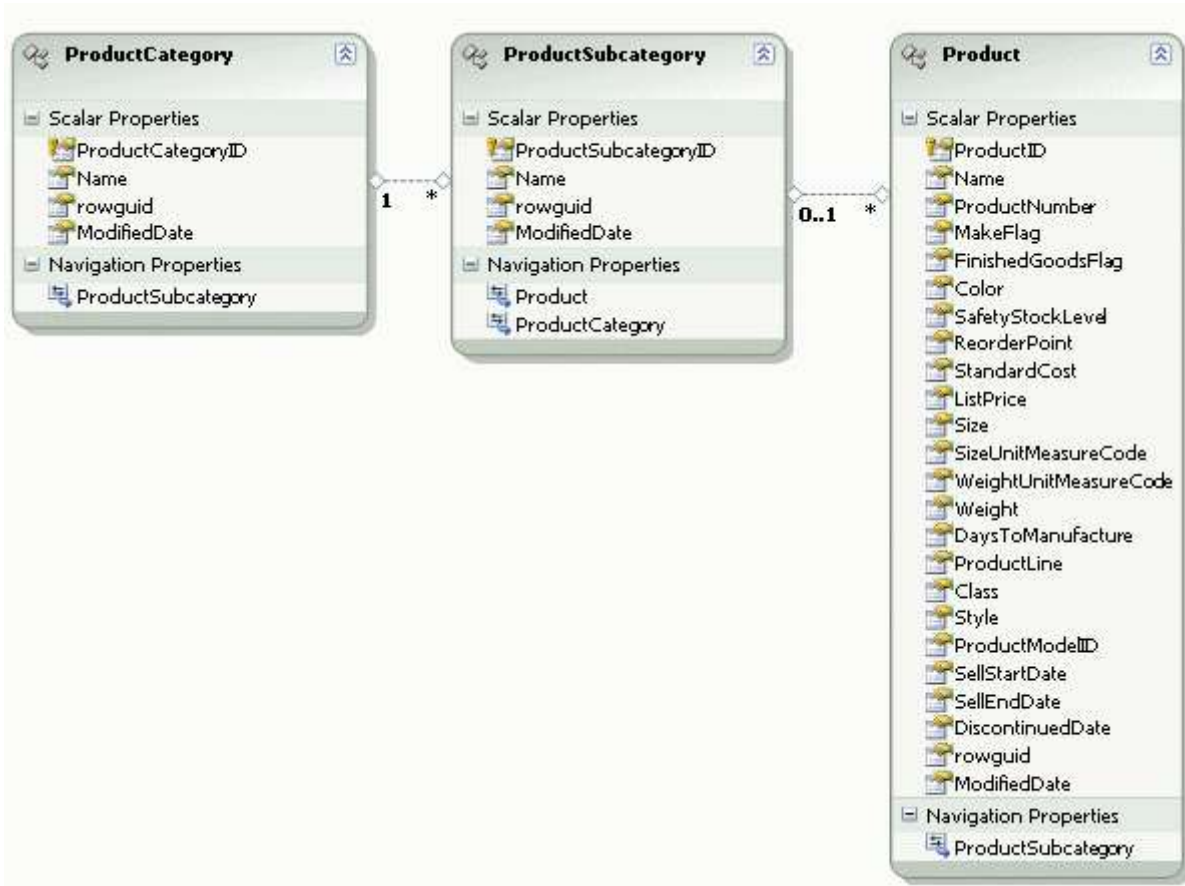 ProductCategory
Scalar Properties
ProductCategoryID
Name
rowguid
ModifiedDate
Navigation Properties
ProductSubcategory
1
*
ProductSubcategory
Scalar Properties
ProductSubcategoryID
Name
rowguid
ModifiedDate
Navigation Properties
Product
ProductCategory
0..1
*
Product
Scalar Properties
ProductID
Name
ProductNumber
MakeFlag
FinishedGoodsFlag
Color
SafetyStockLevel
ReorderPoint
StandardCost
ListPrice
Size
SizeUnitMeasureCode
WeightUnitMeasureCode
Weight
DaysToManufacture
ProductLine
Class
Style
ProductModelID
SellStartDate
SellEndDate
DiscontinuedDate
rowguid
ModifiedDate
Navigation Properties
ProductSubcategory